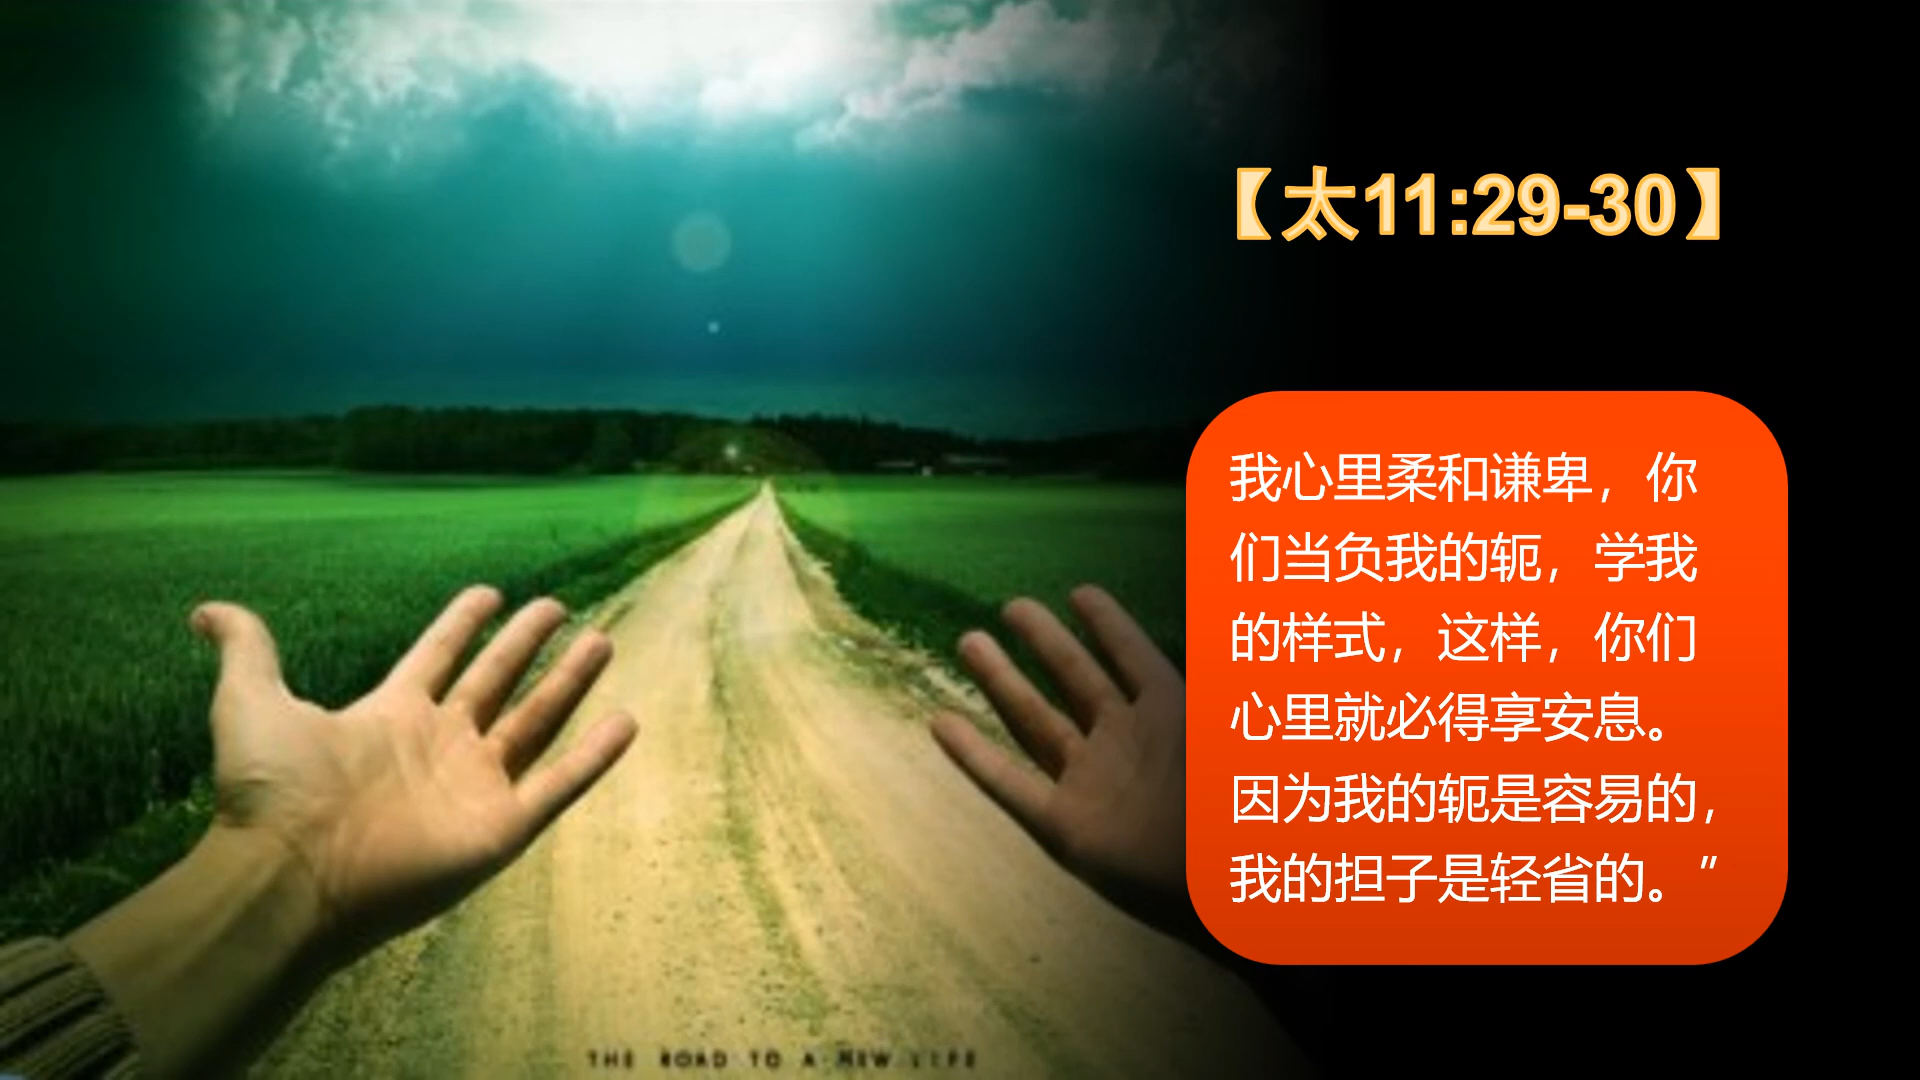 【太11:29-30】
我心里柔和谦卑，你
们当负我的轭，学我
的样式，这样，你们
心里就必得享安息。
因为我的轭是容易的，
我的担子是轻省的。”
THE ROAD TO A NEW LIFE